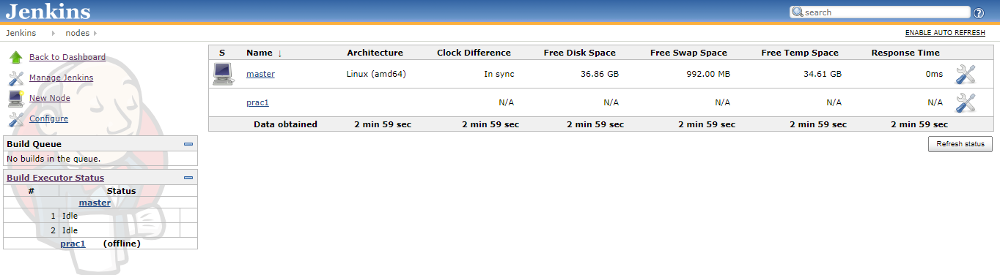 Jenkins
search
Jenkins nodes
ENABLE AUTO REFRESH
Back to Dashboard
Manage Jenkins
New Node
Configure
Build Queue
No builds in the queue.
Build Executor Status
# Status
master
1 Idle
2 Idle
prac1 (offline)
S Name ↓ Architecture Clock Difference Free Disk Space Free Swap Space Free Temp Space Response Time
master Linux (amd64) In sync 36.86 GB 992.00 MB 34.61 GB 0ms
prac1 N/A N/A N/A N/A N/A
Data obtained 2 min 59 sec 2 min 59 sec 2 min 59 sec 2 min 59 sec 2 min 59 sec 2 min 59 sec
Refresh status